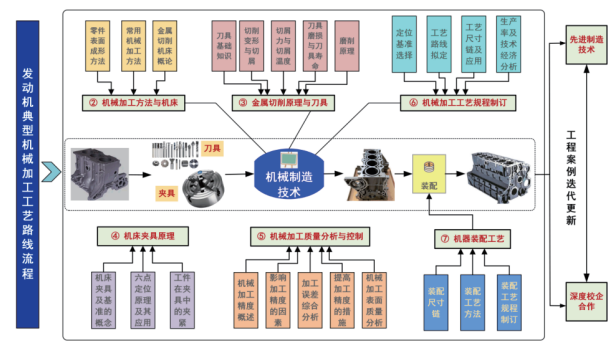 发动机典型机械加工工艺路线流程
零件
表面
成形
方法
常用
机械
加工
方法
金属
切削
机床
概论
② 机械加工方法与机床
刀具
基础
知识
切削
变形
与切
屑
切屑
力与
切屑
温度
刀具
磨损
与刀
具寿
命
磨削
原理
③ 金属切削原理与刀具
定位
基准
选择
工艺
路线
拟定
工艺
尺寸
链及
应用
生产
率及
技术
经济
分析
⑥ 机械加工工艺规程制订
先进制造
技术
刀具
夹具
机械制造
技术
装配
工程案例迭代更新
④ 机床夹具原理
机床
夹具
及基
准的
概念
六点
定位
原理
及其
应用
工件
在夹
具中
的夹
紧
⑤ 机械加工质量分析与控制
机械
加工
精度
概述
影响
加工
精度
的因
素
加工
误差
综合
分析
提高
加工
精度
的措
施
机械
加工
表面
质量
分析
⑦ 机器装配工艺
装配
尺寸
链
装配
工艺
方法
装配
工艺
规程
制订
深度校企
合作